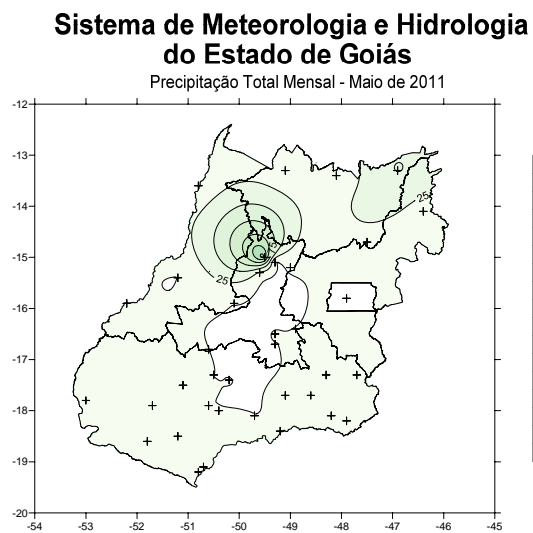 Sistema de Meteorologia e Hidrologia
do Estado de Goiás
Precipitação Total Mensal - Maio de 2011
-12
-13
-14
-15
-16
-17
-18
-19
-20
25
25
-54 -53 -52 -51 -50 -49 -48 -47 -46 -45